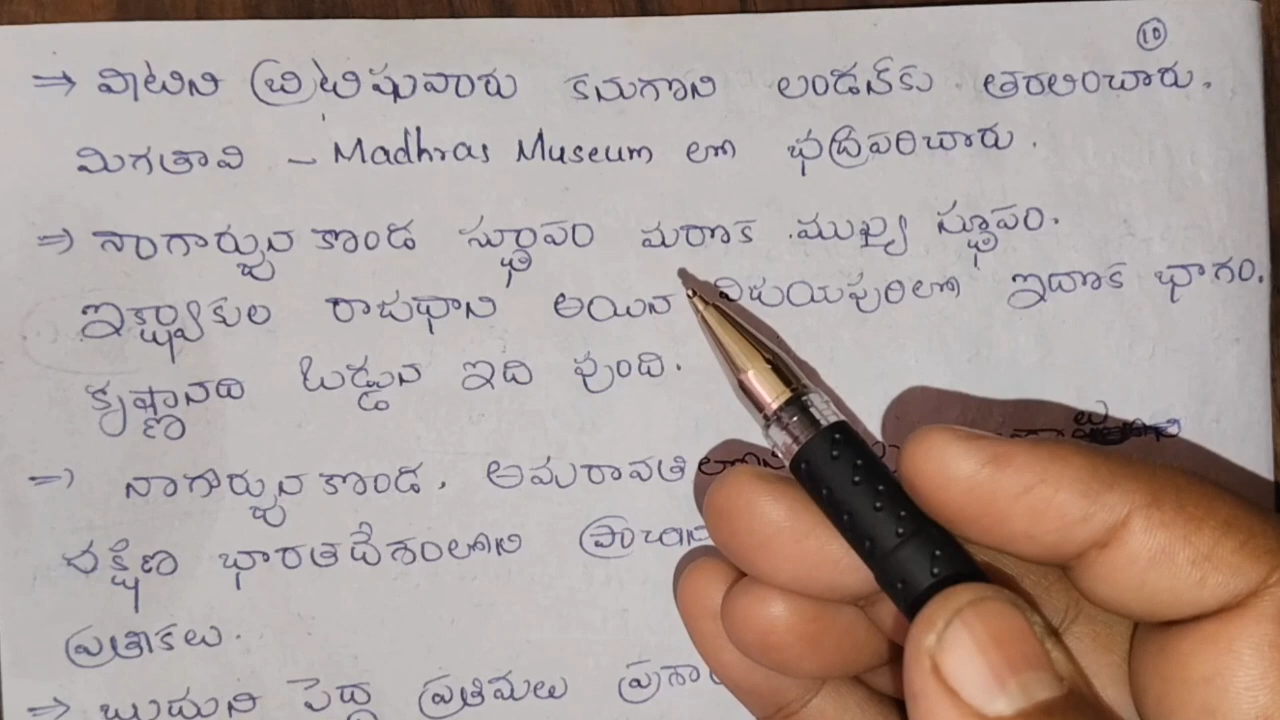 10
⇒ వీటిని బ్రిటిషువారు కనుగొని లండన్‌కు తరలించారు.
మిగతావి - Madhras Museum లో భద్రపరిచారు.
⇒ నాగార్జున కొండ స్థూపం మరొక ముఖ్య స్థూపం.
ఇక్ష్వాకుల రాజధాని అయిన విజయపురిలో ఇదొక భాగం.
కృష్ణానది ఒడ్డున ఇది వుంది.
⇒ నాగార్జున కొండ, అమరావతి
దక్షిణ భారతదేశంలోని
ప్రతీకలు.
⇒ బుద్ధుని పెద్ద ప్రతిమలు